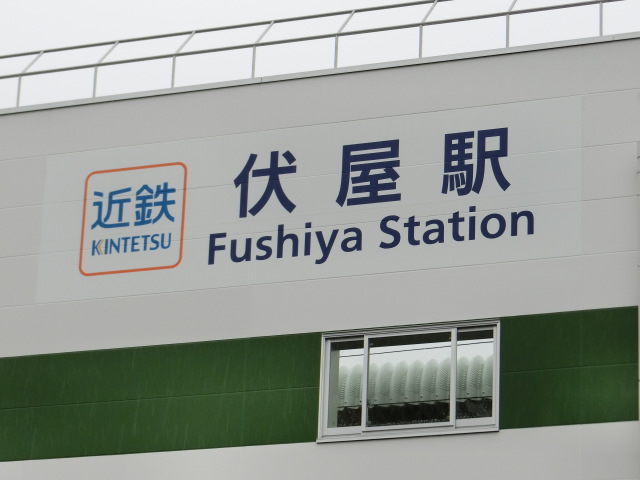 近鉄
KINTETSU
伏屋駅
Fushiya Station